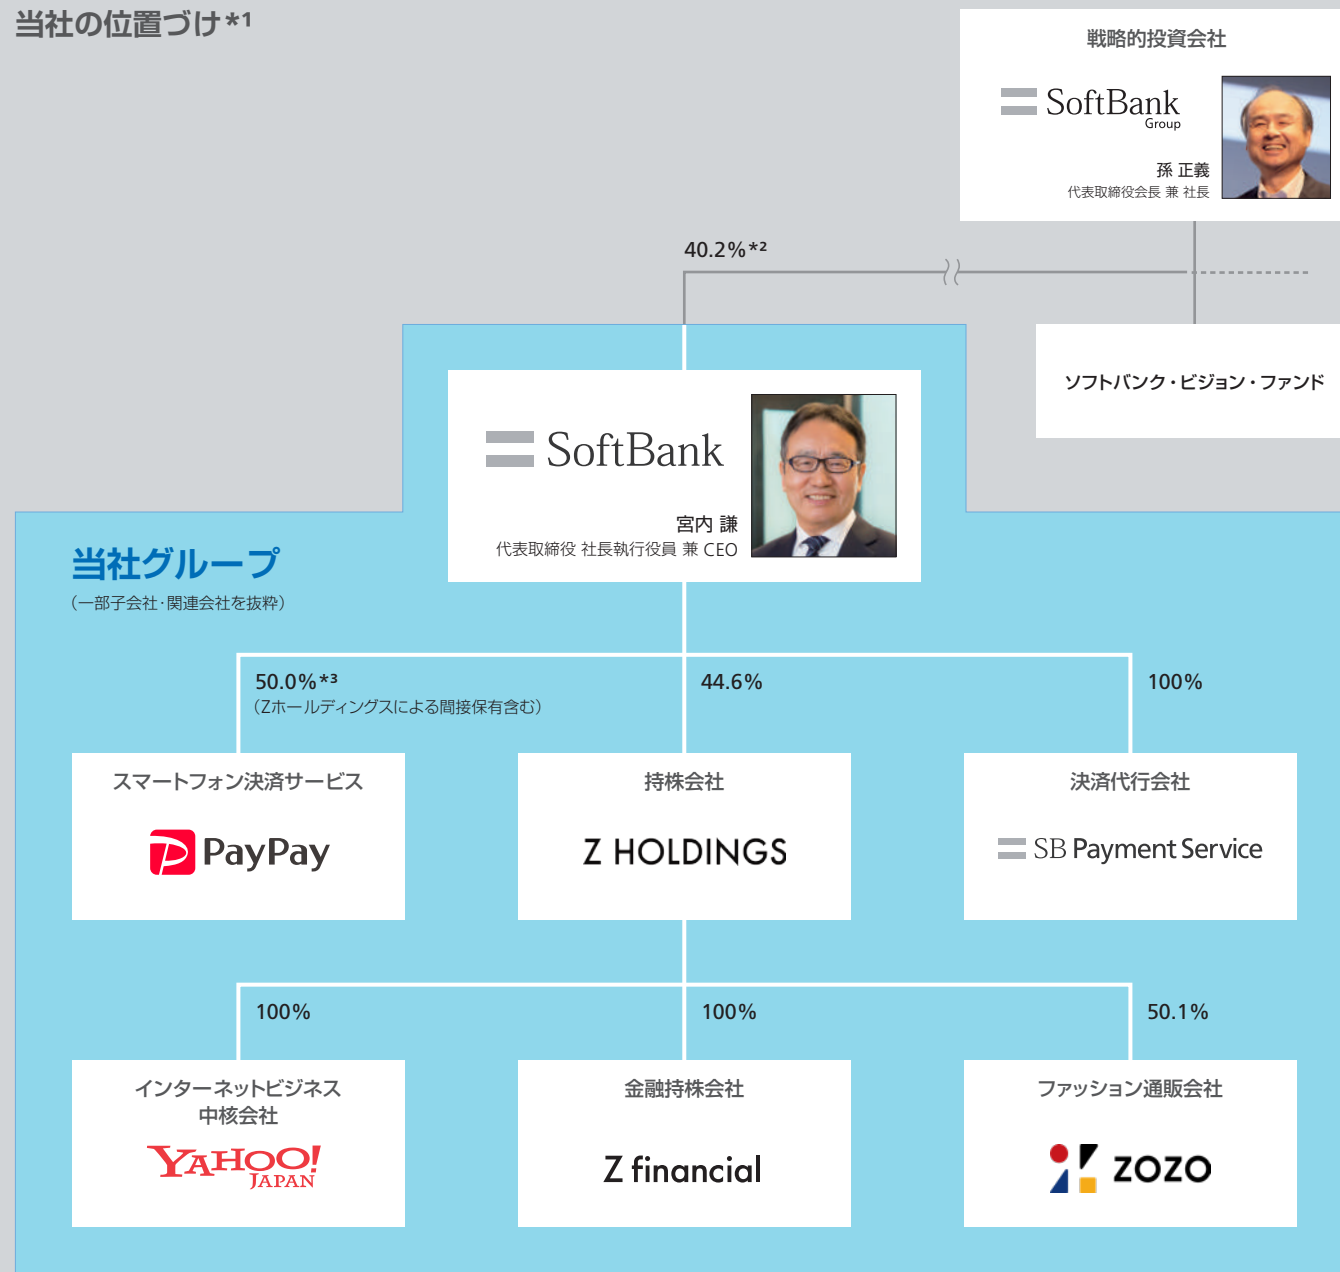 当社の位置づけ*1
戦略的投資会社
SoftBank
Group
孫 正義
代表取締役会長 兼 社長
40.2%*2
ソフトバンク・ビジョン・ファンド
SoftBank
宮内 謙
代表取締役 社長執行役員 兼 CEO
当社グループ
（一部子会社・関連会社を抜粋）
50.0%*3
（Zホールディングスによる間接保有含む）
44.6%
100%
スマートフォン決済サービス
PayPay
持株会社
Z HOLDINGS
決済代行会社
SB Payment Service
100%
100%
50.1%
インターネットビジネス
中核会社
YAHOO!
JAPAN
金融持株会社
Z financial
ファッション通販会社
ZOZO